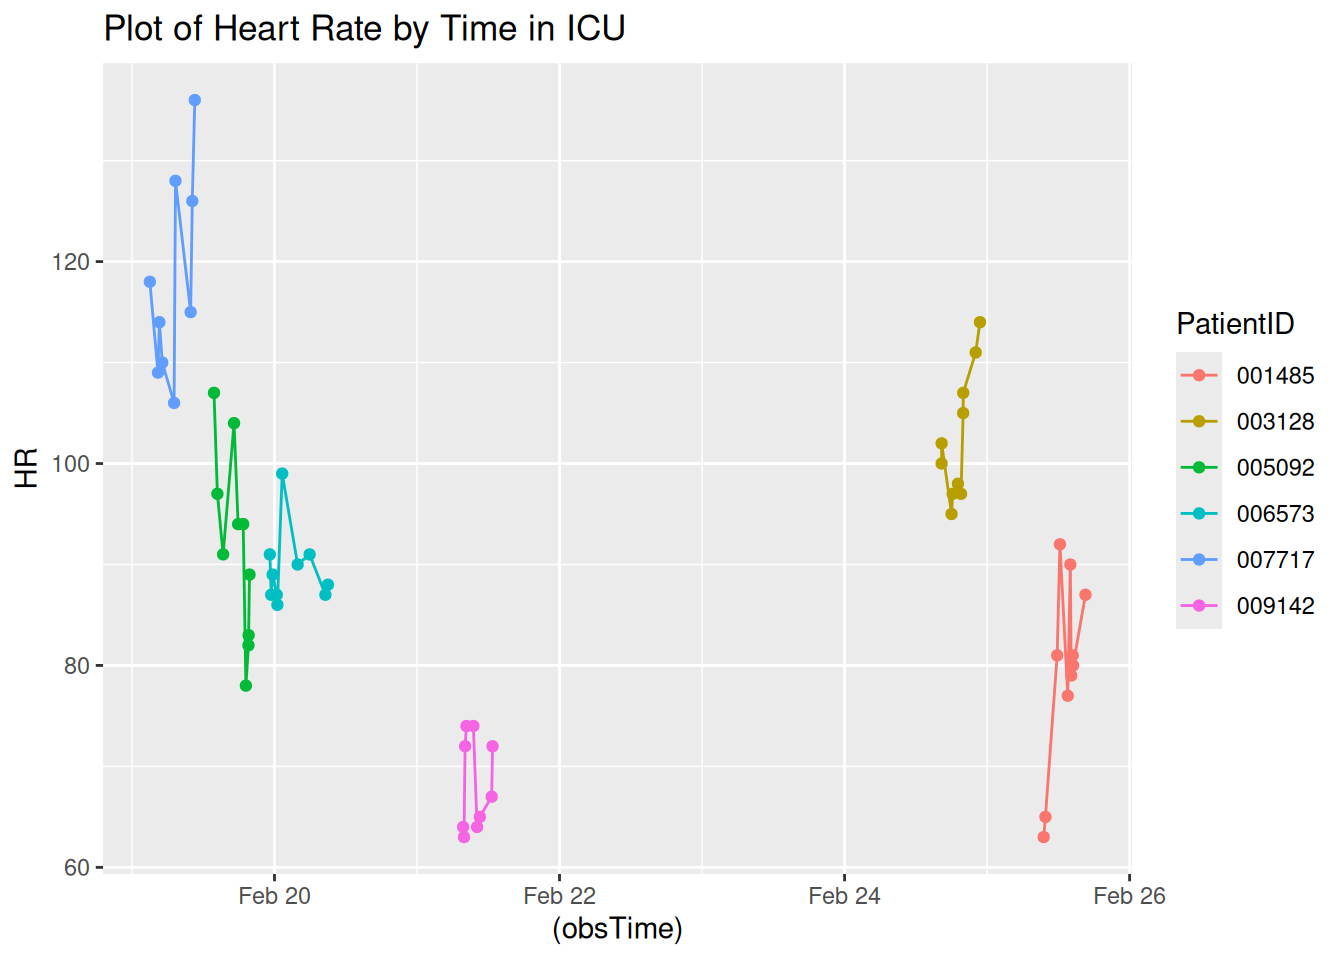 Plot of Heart Rate by Time in ICU
HR
120
100
80
60
Feb 20
Feb 22
Feb 24
Feb 26
(obsTime)
PatientID
001485
003128
005092
006573
007717
009142